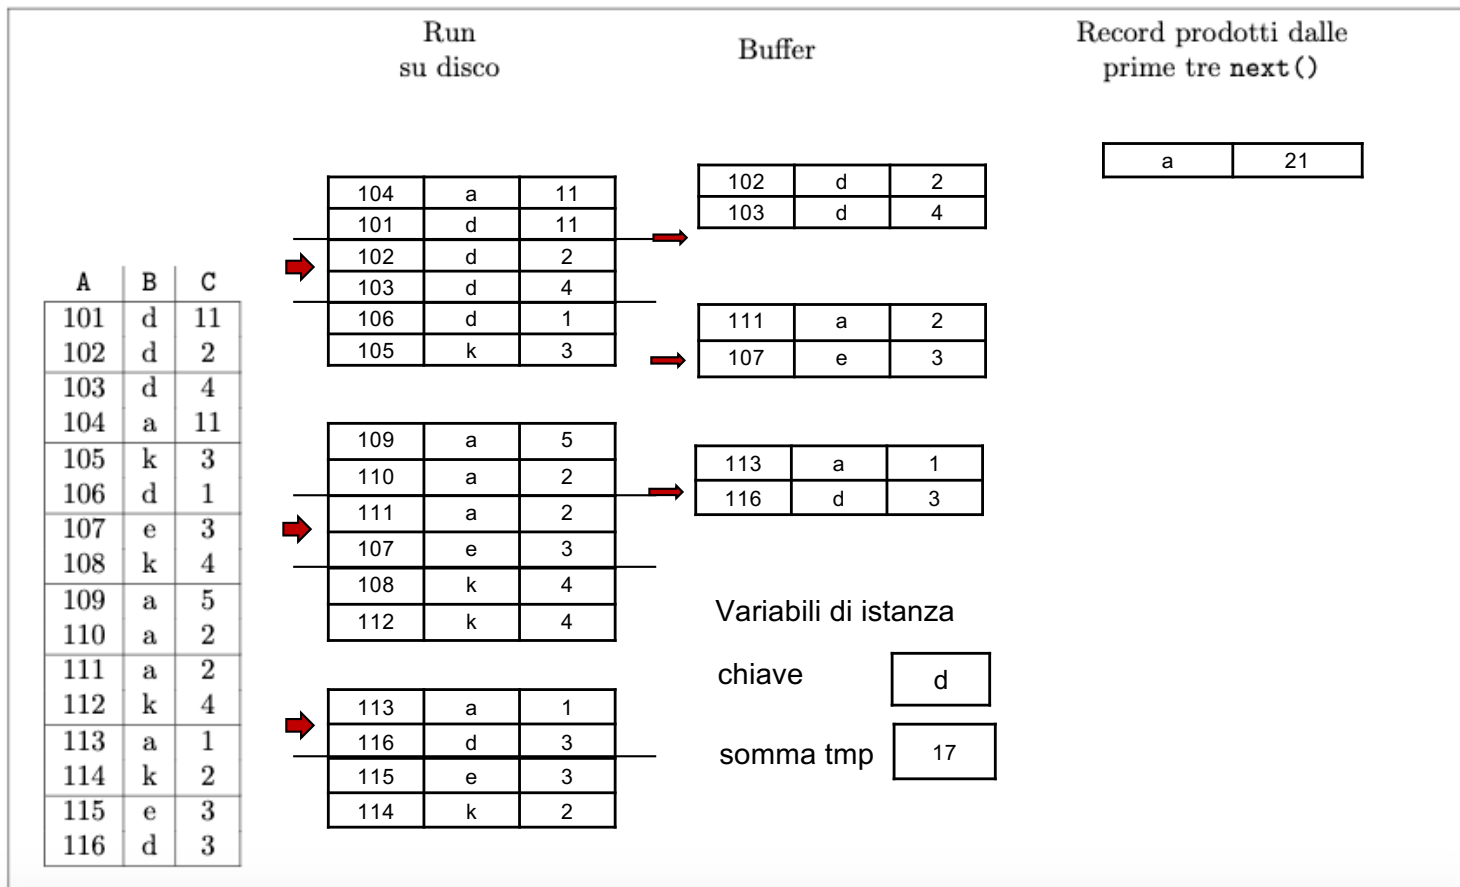 Run
su disco
Buffer
Record prodotti dalle
prime tre next()
A B C
101 d 11
102 d 2
103 d 4
104 a 11
105 k 3
106 d 1
107 e 3
108 k 4
109 a 5
110 a 2
111 a 2
112 k 4
113 a 1
114 k 2
115 e 3
116 d 3
104 a 11
101 d 11
102 d 2
103 d 4
106 d 1
105 k 3
109 a 5
110 a 2
111 a 2
107 e 3
108 k 4
112 k 4
113 a 1
116 d 3
115 e 3
114 k 2
102 d 2
103 d 4
111 a 2
107 e 3
113 a 1
116 d 3
Variabili di istanza
chiave d
somma tmp 17
a 21